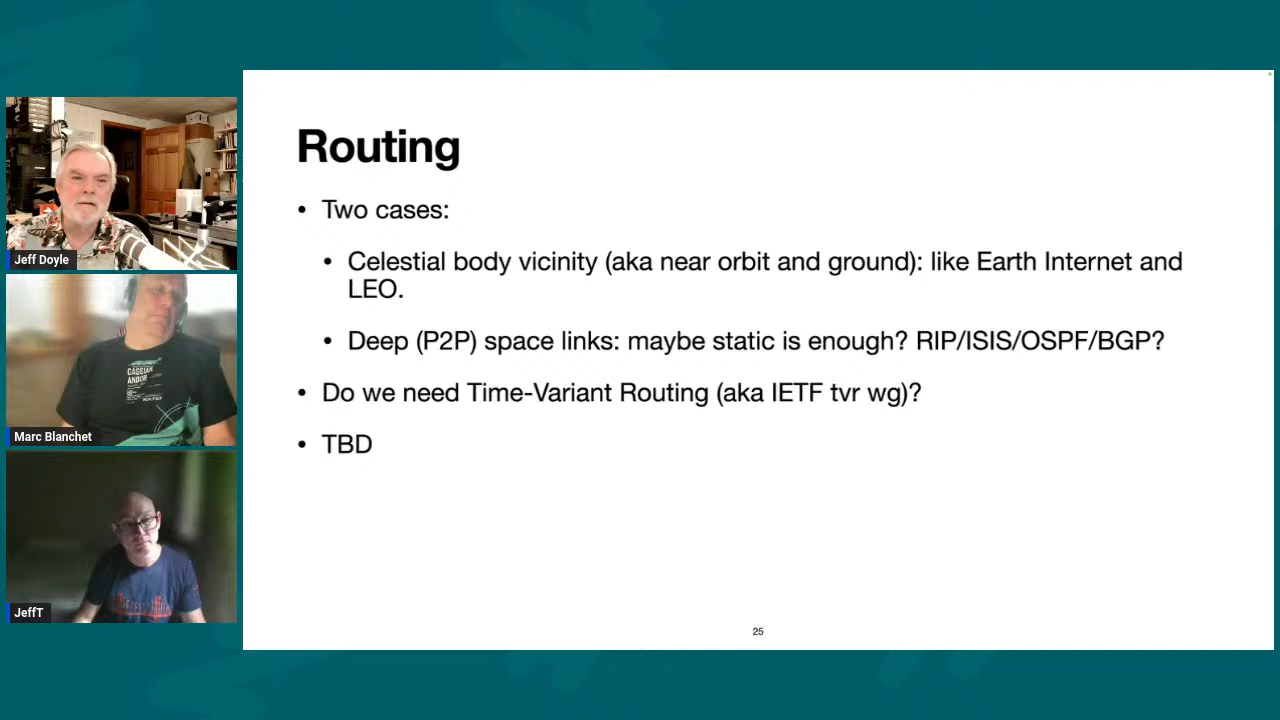 Jeff Doyle
CASSIAN
ANDOR
Marc Blanchet
JeffT
Routing
• Two cases:
• Celestial body vicinity (aka near orbit and ground): like Earth Internet and
LEO.
• Deep (P2P) space links: maybe static is enough? RIP/ISIS/OSPF/BGP?
• Do we need Time-Variant Routing (aka IETF tvr wg)?
• TBD
25